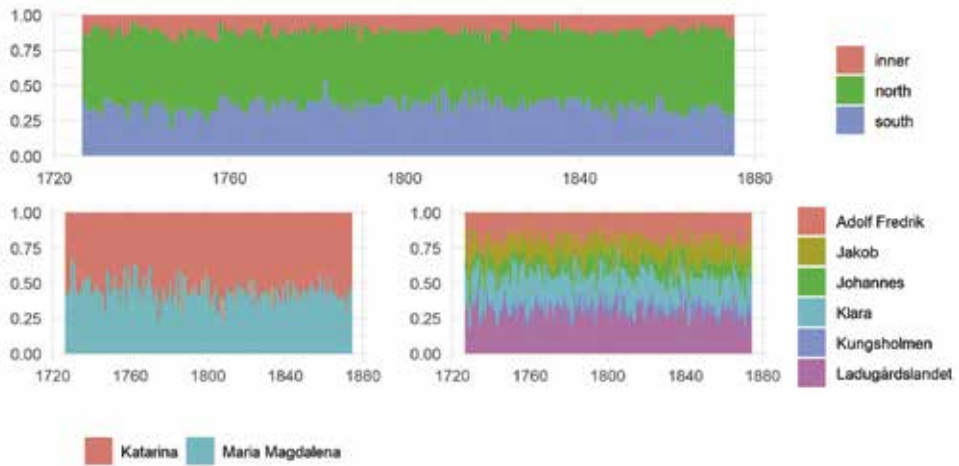 1.00
0.75
0.50
0.25
0.00
1720 1760 1800 1840 1880
inner
north
south
1.00
0.75
0.50
0.25
0.00
1720 1760 1800 1840 1880
1.00
0.75
0.50
0.25
0.00
1720 1760 1800 1840 1880
Adolf Fredrik
Jakob
Johannes
Klara
Kungsholmen
Ladugårdslandet
Katarina Maria Magdalena